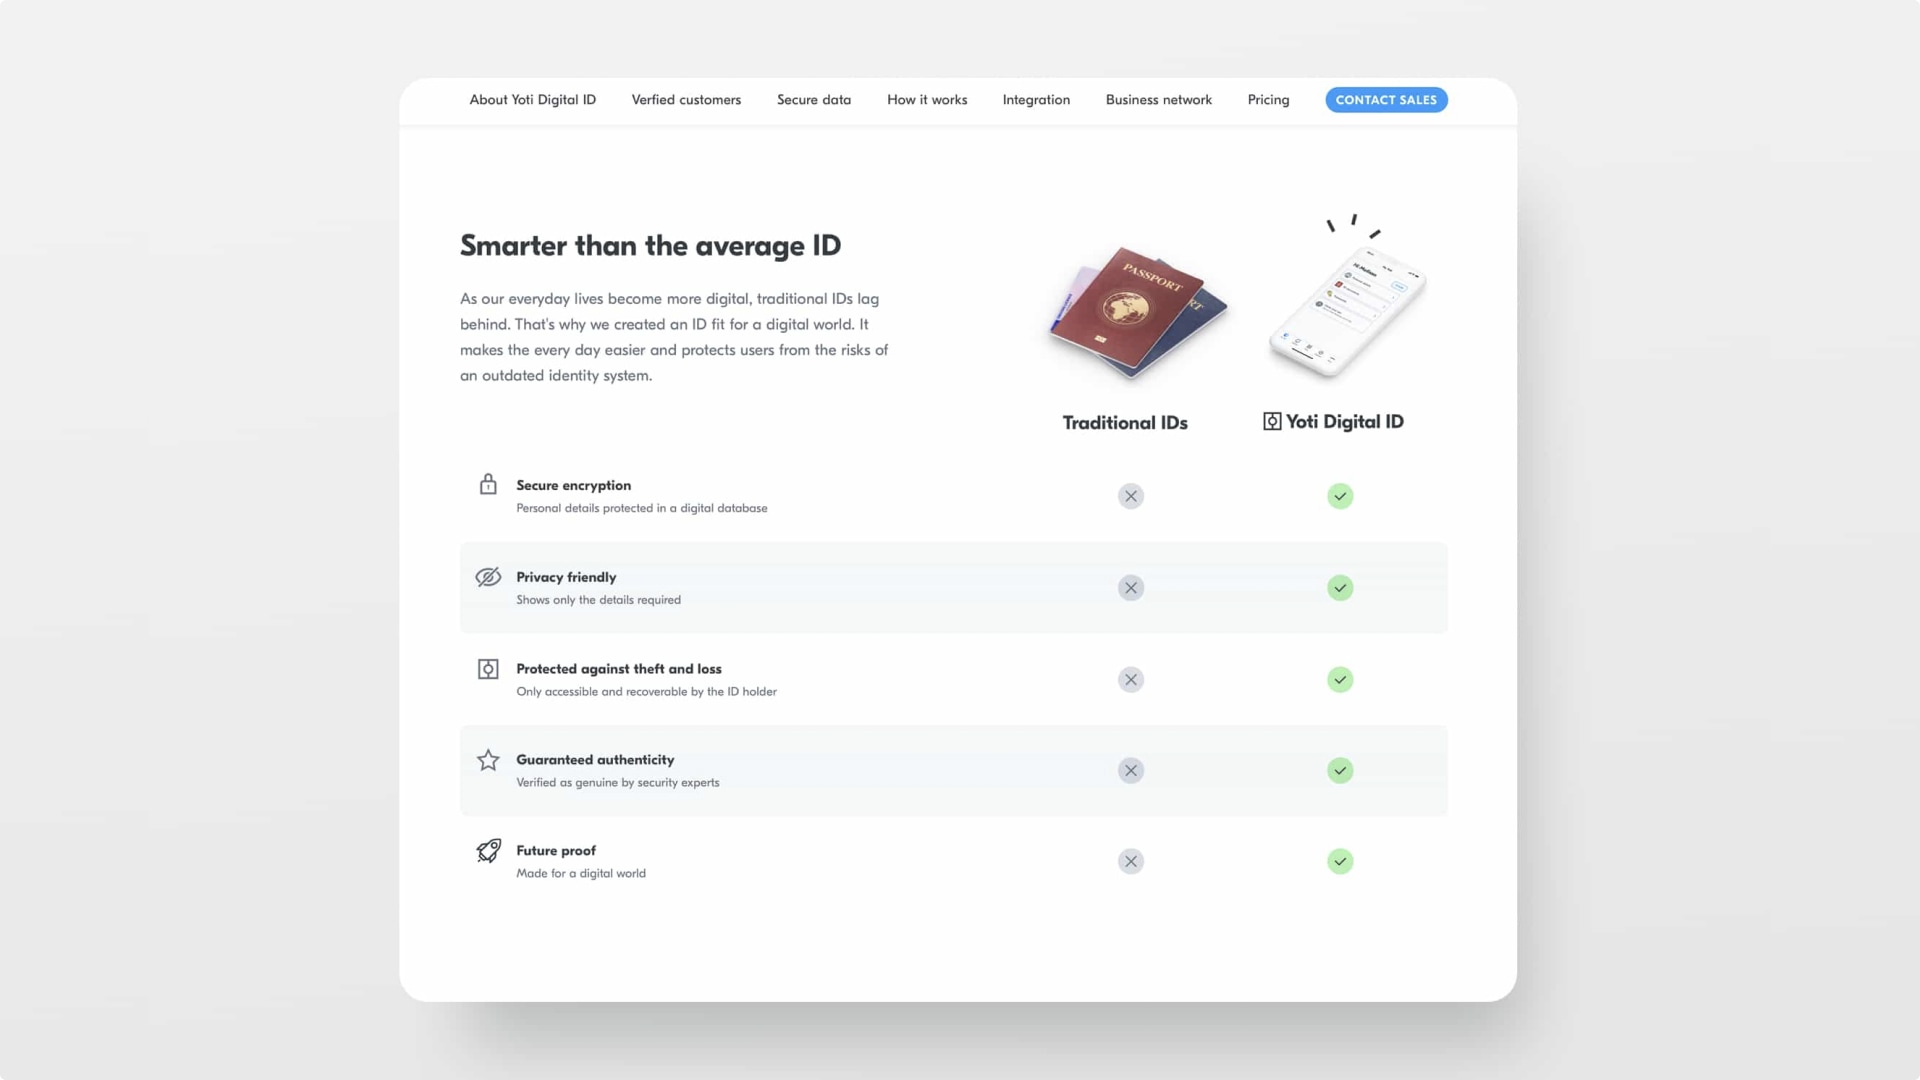 About Yoti Digital ID
Verfied customers
Secure data
How it works
Integration
Business network
Pricing
CONTACT SALES
Smarter than the average ID
As our everyday lives become more digital, traditional IDs lag
behind. That's why we created an ID fit for a digital world. It
makes the every day easier and protects users from the risks of
an outdated identity system.
PASSPORT
RT
Traditional IDs
Yoti Digital ID
Secure encryption
Personal details protected in a digital database
Privacy friendly
Shows only the details required
Protected against theft and loss
Only accessible and recoverable by the ID holder
Guaranteed authenticity
Verified as genuine by security experts
Future proof
Made for a digital world